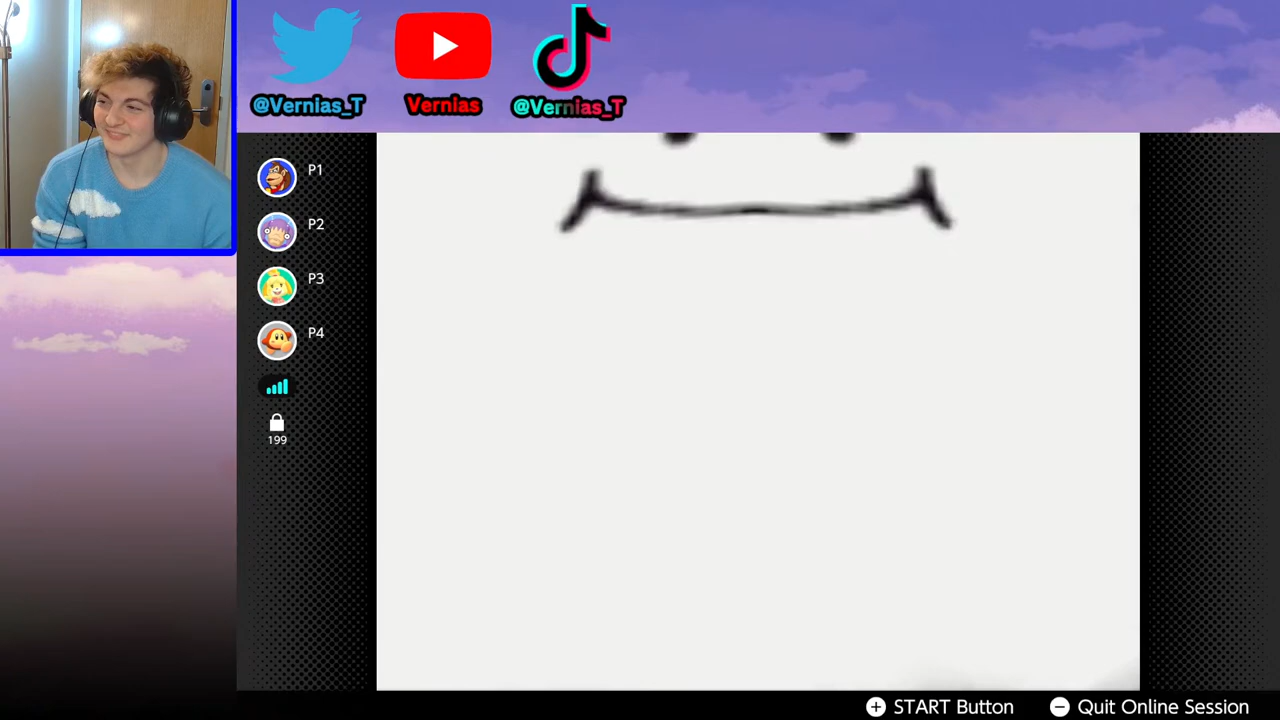 @Vernias_T Vernias @Vernias_T
P1
P2
P3
P4
199
START Button Quit Online Session